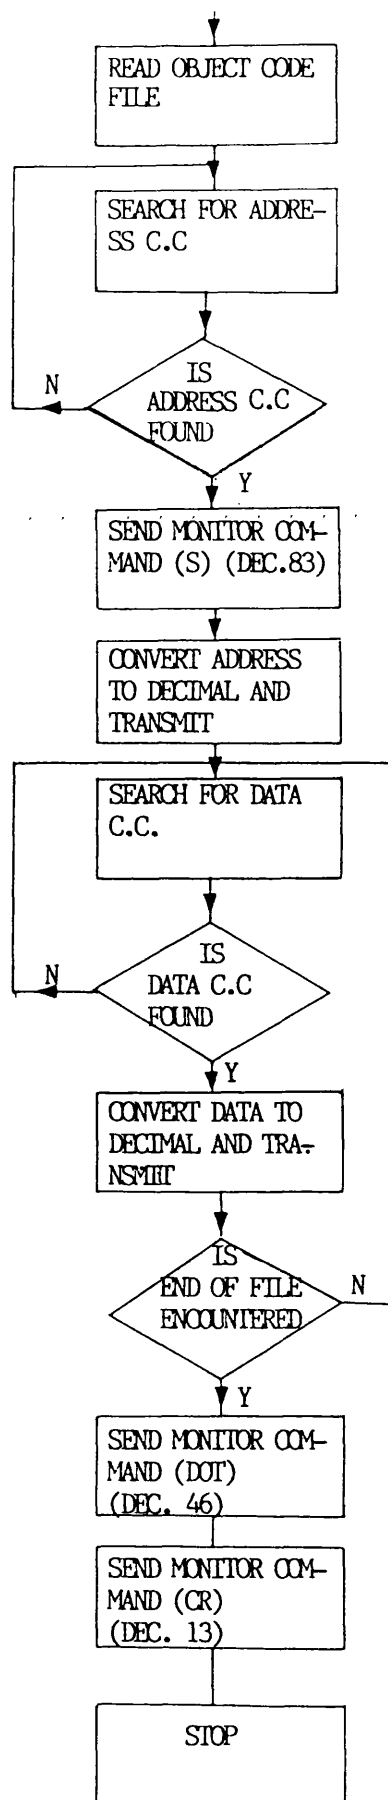 READ OBJECT CODE
FILE
SEARCH FOR ADDRE-
SS C.C
N
IS
ADDRESS C.C
FOUND
Y
SEND MONITOR COM-
MAND (S) (DEC.83)
CONVERT ADDRESS
TO DECIMAL AND
TRANSMIT
SEARCH FOR DATA
C.C.
IS
DATA C.C
FOUND
N
Y
CONVERT DATA TO
DECIMAL AND TRA-
NSMIT
IS
END OF FILE
ENCOUNTERED
N
Y
SEND MONITOR COM-
MAND (DOT)
(DEC. 46)
SEND MONITOR COM-
MAND (CR)
(DEC. 13)
STOP